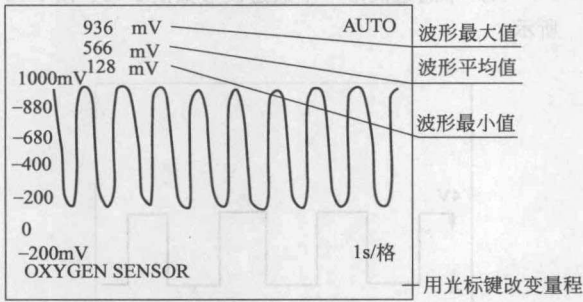 936 mV
566 mV
128 mV
AUTO
波形最大值
波形平均值
波形最小值
1000mV
-880
-680
-400
-200
0
-200mV
1s/格
OXYGEN SENSOR
用光标键改变量程